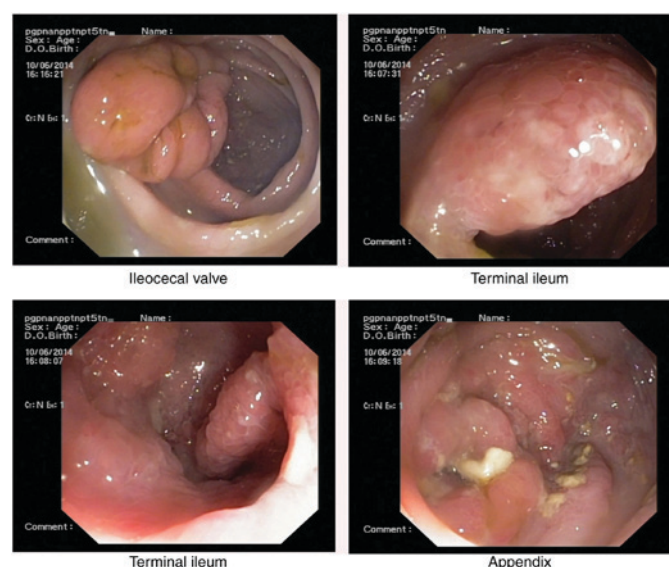 pgpnanpptnpt5tn Name:
Sex: Age:
D.O.Birth:
10/06/2014
16:16:21
Comment:
Ileocecal valve
pgpnanpptnpt5tn Name:
Sex: Age:
D.O.Birth:
10/06/2014
16:07:31
Comment:
Terminal ileum
pgpnanpptnpt5tn Name:
Sex: Age:
D.O.Birth:
10/06/2014
16:08:07
Comment:
Terminal ileum
pgpnanpptnpt5tn Name:
Sex: Age:
D.O.Birth:
10/06/2014
16:09:18
Comment:
Appendix